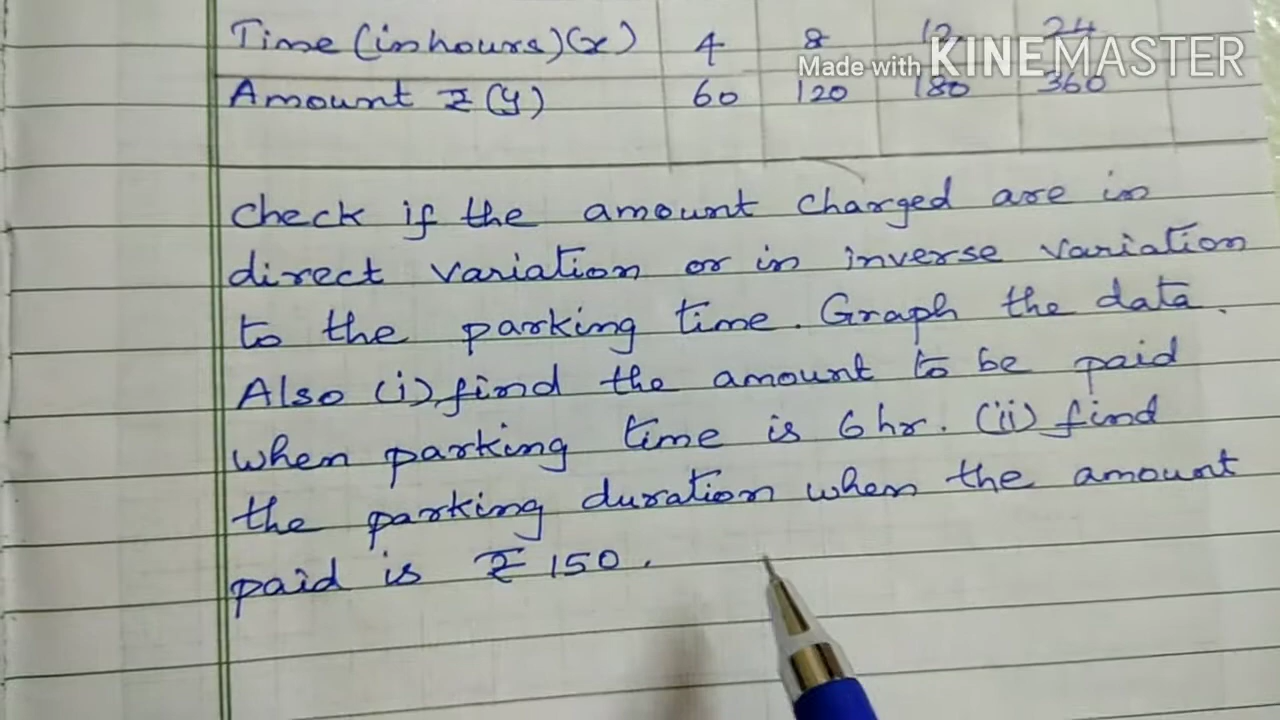 Time (in hours) (x) 4 8 12 24
Made with KINEMASTER
Amount ₹ (y) 60 120 180 360
Check if the amount charged are in
direct variation or in inverse variation
to the parking time. Graph the data.
Also (i) find the amount to be paid
when parking time is 6 hr. (ii) find
the parking duration when the amount
paid is ₹ 150.